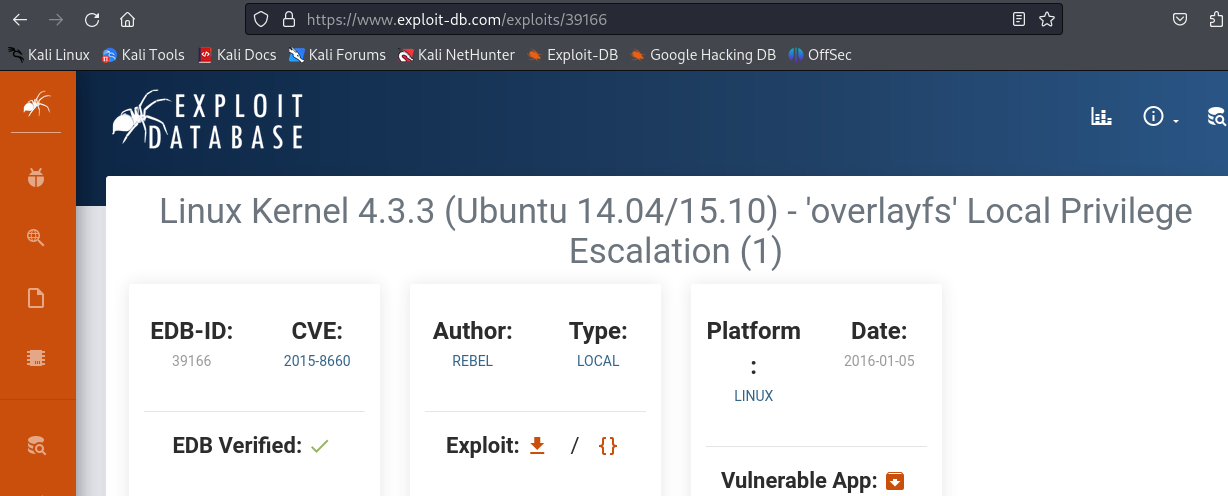 https://www.exploit-db.com/exploits/39166
Kali Linux Kali Tools Kali Docs Kali Forums Kali NetHunter Exploit-DB Google Hacking DB OffSec
EXPLOIT
DATABASE
Linux Kernel 4.3.3 (Ubuntu 14.04/15.10) - 'overlayfs' Local Privilege
Escalation (1)
EDB-ID: CVE:
39166 2015-8660
EDB Verified:
Author: Type:
REBEL LOCAL
Exploit: / {}
Platform Date:
: 2016-01-05
LINUX
Vulnerable App: